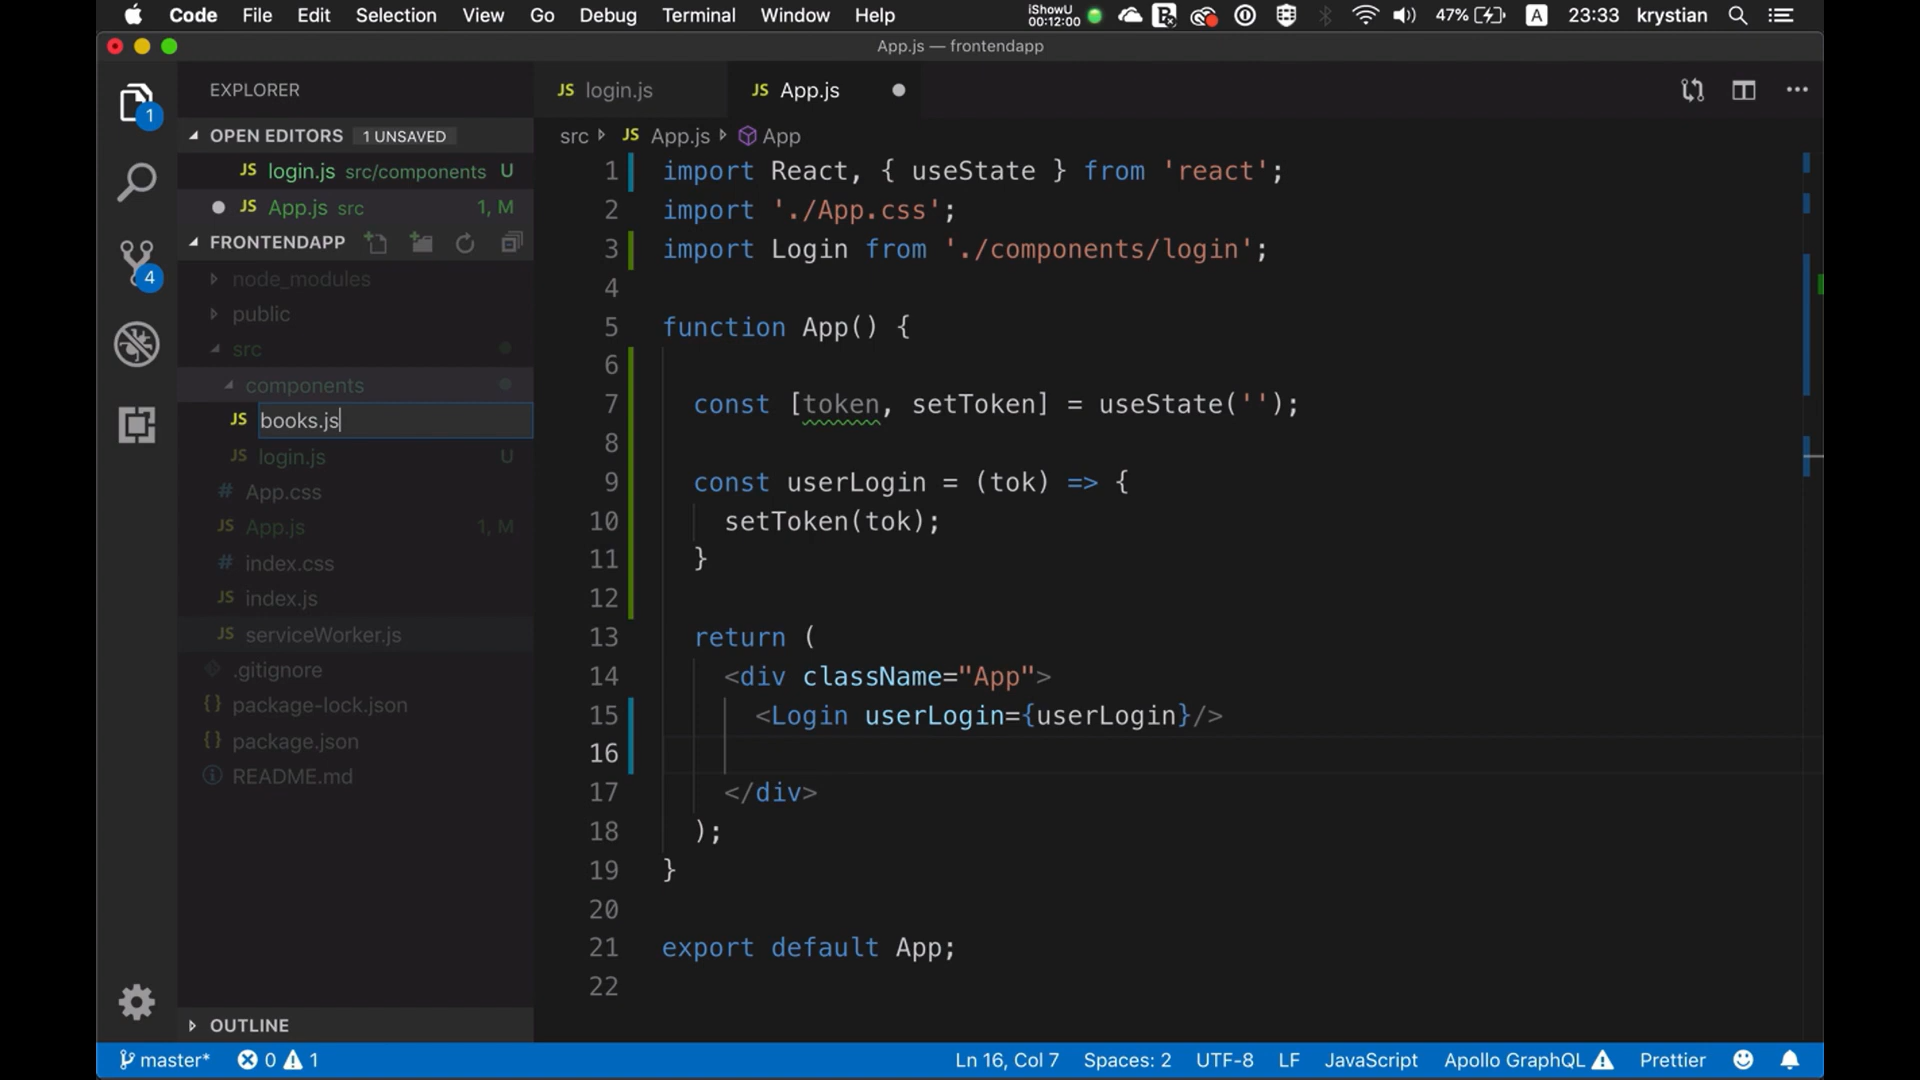 Code File Edit Selection View Go Debug Terminal Window Help iShowU 00:12:00 47% A 23:33 krystian
App.js — frontendapp
EXPLORER
OPEN EDITORS 1 UNSAVED
JS login.js src/components U
JS App.js src 1, M
FRONTENDAPP
node_modules
public
src
components
JS books.js
JS login.js U
# App.css
JS App.js 1, M
# index.css
JS index.js
JS serviceWorker.js
.gitignore
{} package-lock.json
{} package.json
README.md
OUTLINE
1
4
JS login.js JS App.js
src JS App.js App
1 import React, { useState } from 'react';
2 import './App.css';
3 import Login from './components/login';
4
5 function App() {
6
7 const [token, setToken] = useState('');
8
9 const userLogin = (tok) => {
10 setToken(tok);
11 }
12
13 return (
14 <div className="App">
15 <Login userLogin={userLogin}/>
16
17 </div>
18 );
19 }
20
21 export default App;
22
master* 0 1 Ln 16, Col 7 Spaces: 2 UTF-8 LF JavaScript Apollo GraphQL Prettier